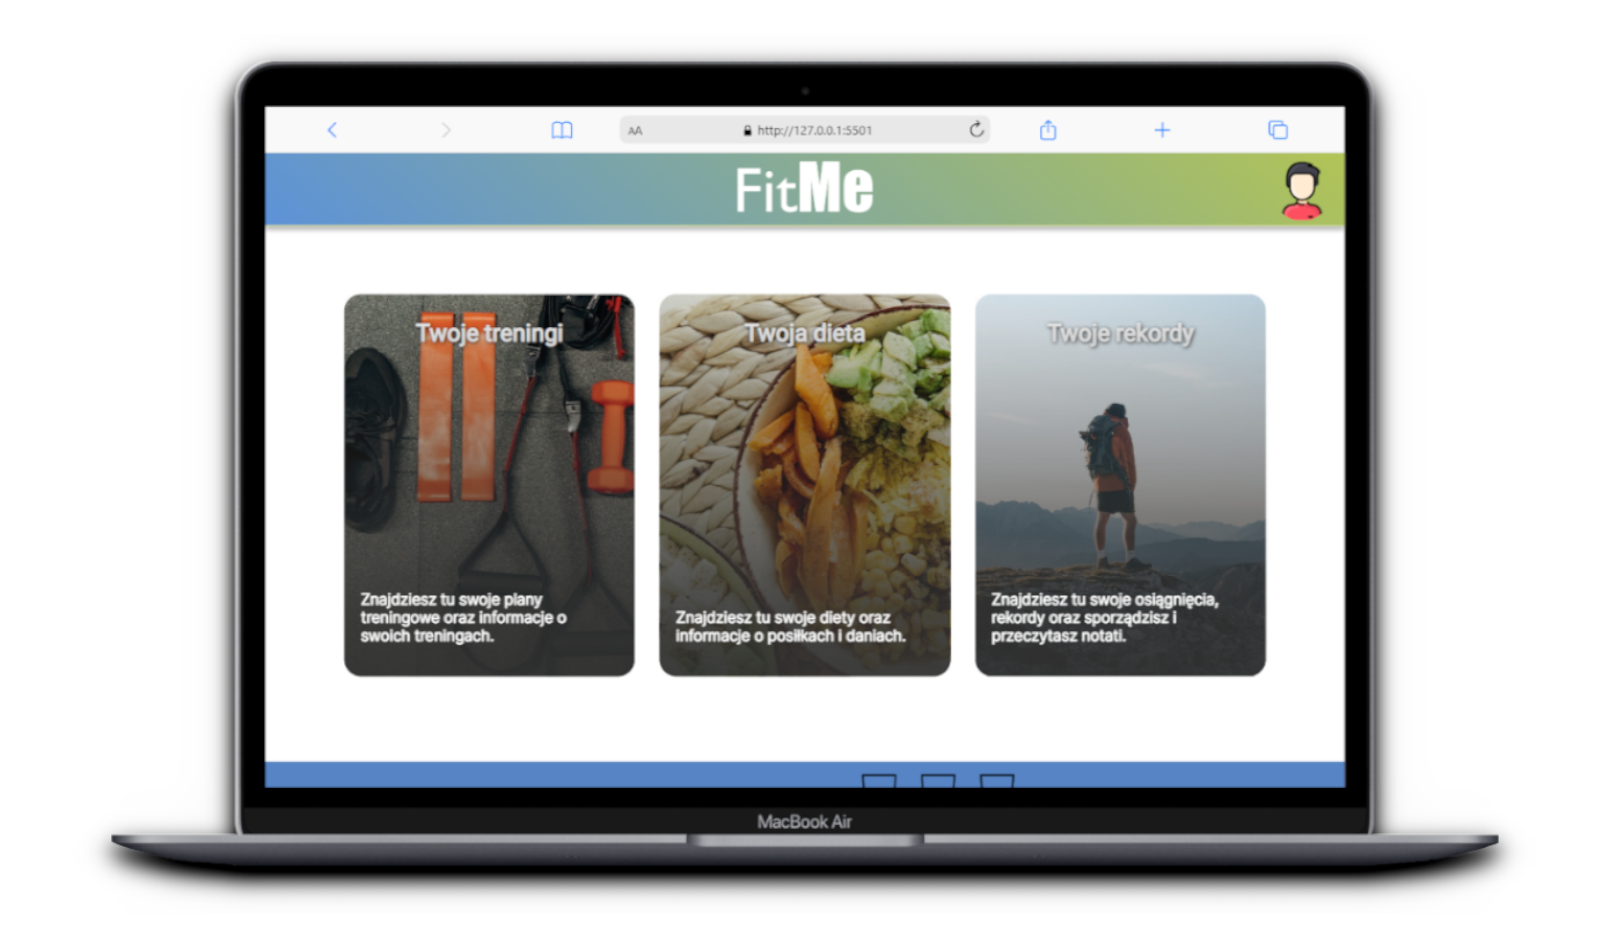 AA
http://127.0.0.1:5501
FitMe
Twoje treningi
Znajdziesz tu swoje plany
treningowe oraz informacje o
swoich treningach.
Twoja dieta
Znajdziesz tu swoje diety oraz
informacje o posiłkach i daniach.
Twoje rekordy
Znajdziesz tu swoje osiągnięcia,
rekordy oraz sporządzisz i
przeczytasz notati.
MacBook Air